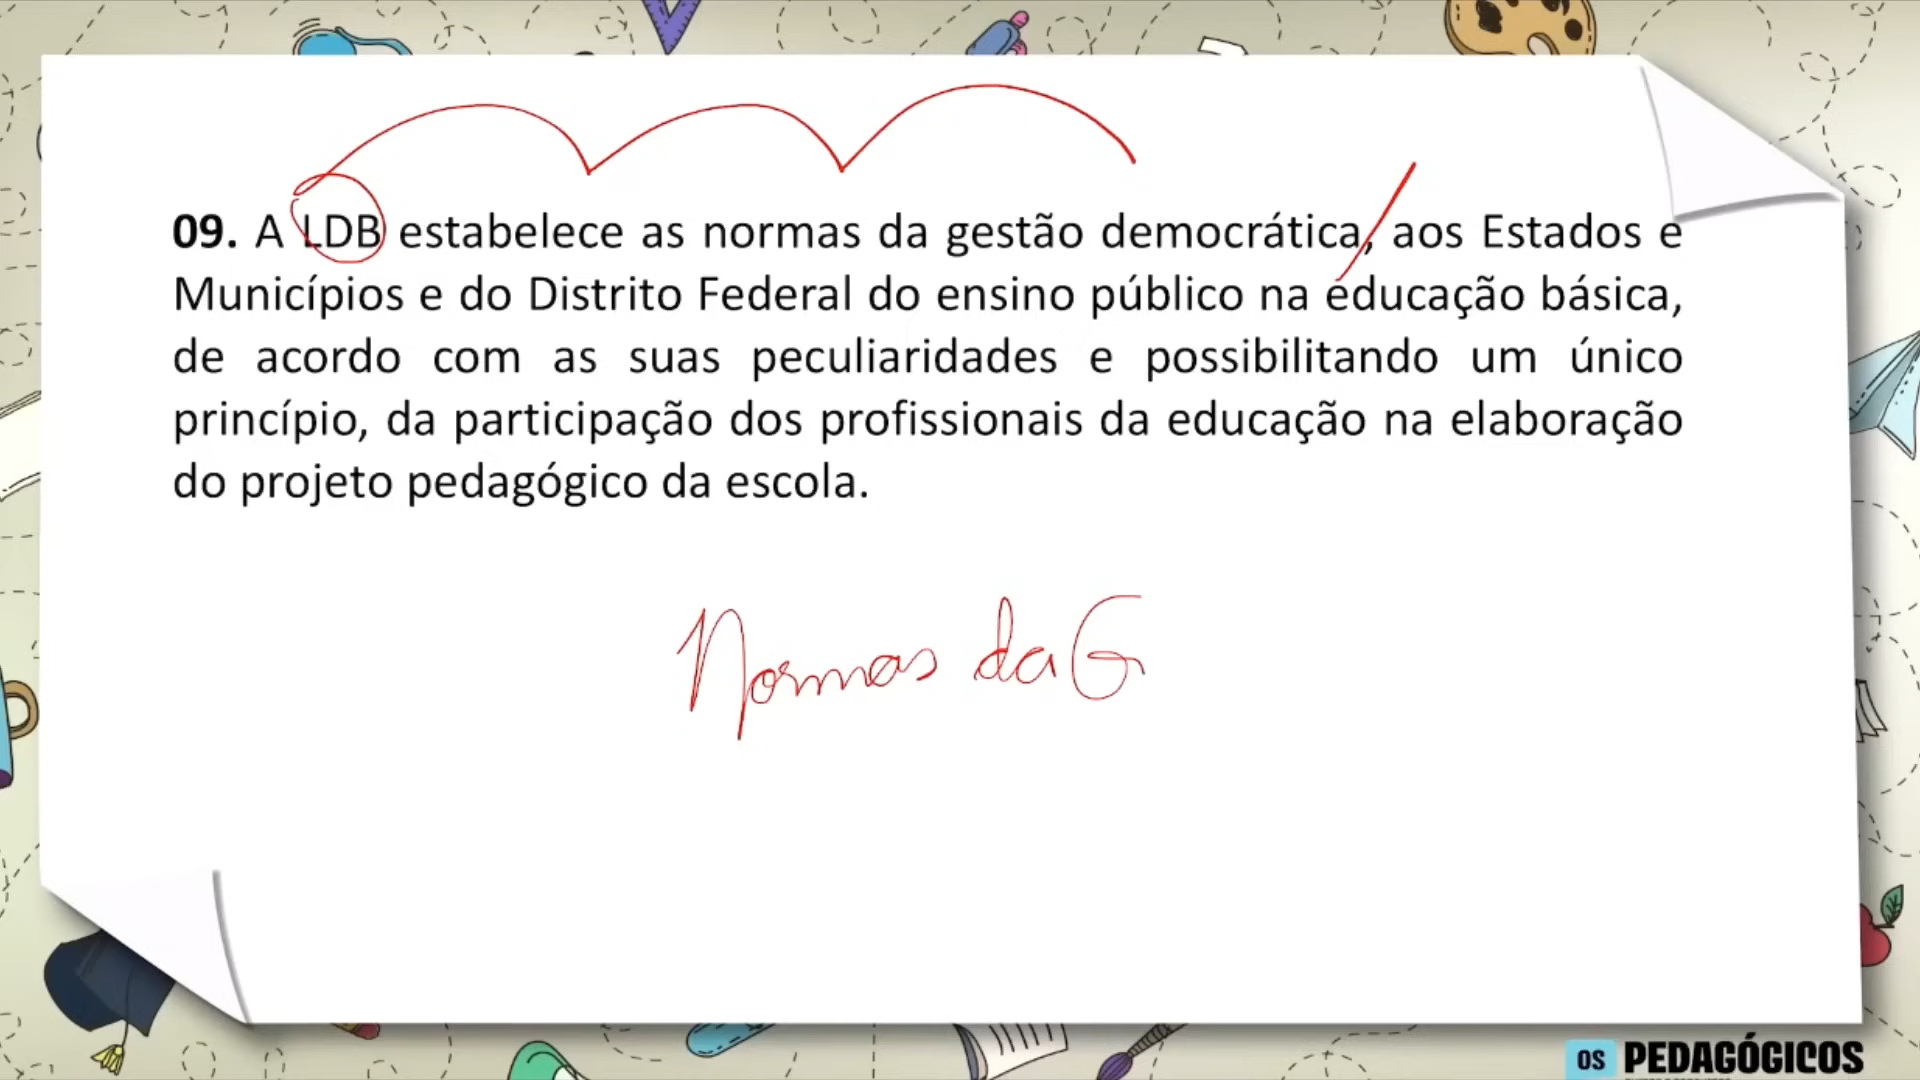 09. A LDB estabelece as normas da gestão democrática, aos Estados e
Municípios e do Distrito Federal do ensino público na educação básica,
de acordo com as suas peculiaridades e possibilitando um único
princípio, da participação dos profissionais da educação na elaboração
do projeto pedagógico da escola.
Normas da G
OS PEDAGÓGICOS